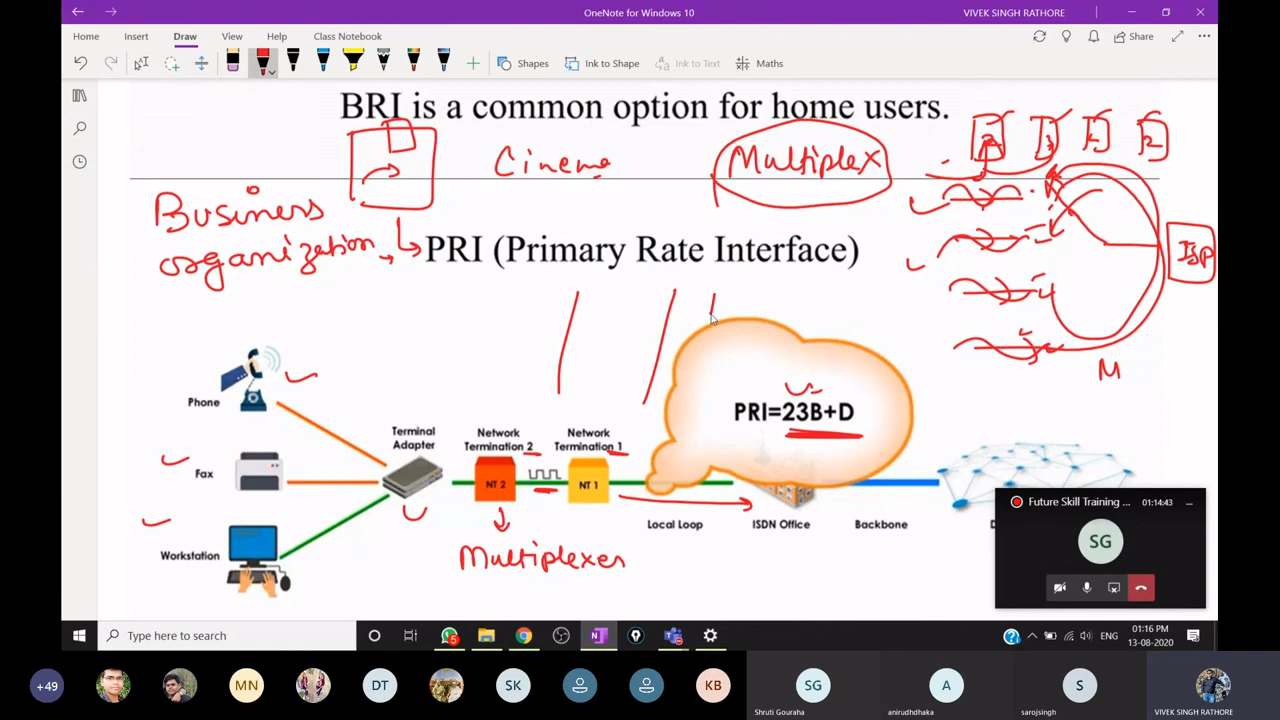 OneNote for Windows 10
VIVEK SINGH RATHORE
Home Insert Draw View Help Class Notebook
Share
Shapes Ink to Shape Ink to Text Maths
BRI is a common option for home users.
Cinema
Multiplex
Business
organization
PRI (Primary Rate Interface)
ISP
M
PRI=23B+D
Phone
Terminal
Adapter
Network
Termination 2
Network
Termination 1
Fax
NT 2
NT 1
Local Loop
ISDN Office
Backbone
Workstation
Multiplexer
Future Skill Training ...
01:14:43
SG
Type here to search
5
ENG
01:16 PM
13-08-2020
+49
MN
DT
SK
KB
SG
A
S
Shruti Gouraha
anirudhdhaka
sarojsingh
VIVEK SINGH RATHORE